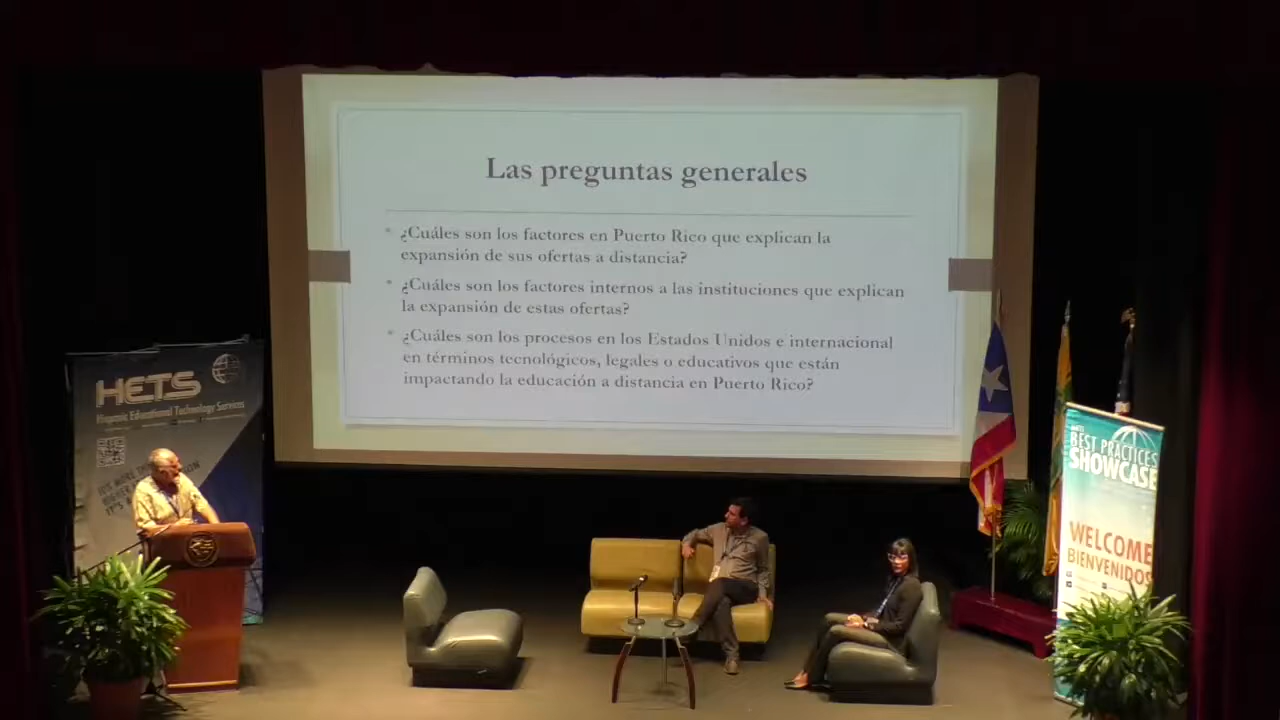 Las preguntas generales
¿Cuáles son los factores en Puerto Rico que explican la
expansión de sus ofertas a distancia?
¿Cuáles son los factores internos a las instituciones que explican
la expansión de estas ofertas?
¿Cuáles son los procesos en los Estados Unidos e internacional
en términos tecnológicos, legales o educativos que están
impactando la educación a distancia en Puerto Rico?
HETS
Hispanic Educational Technology Services
BEST PRACTICES
SHOWCASE
WELCOME
BIENVENIDOS